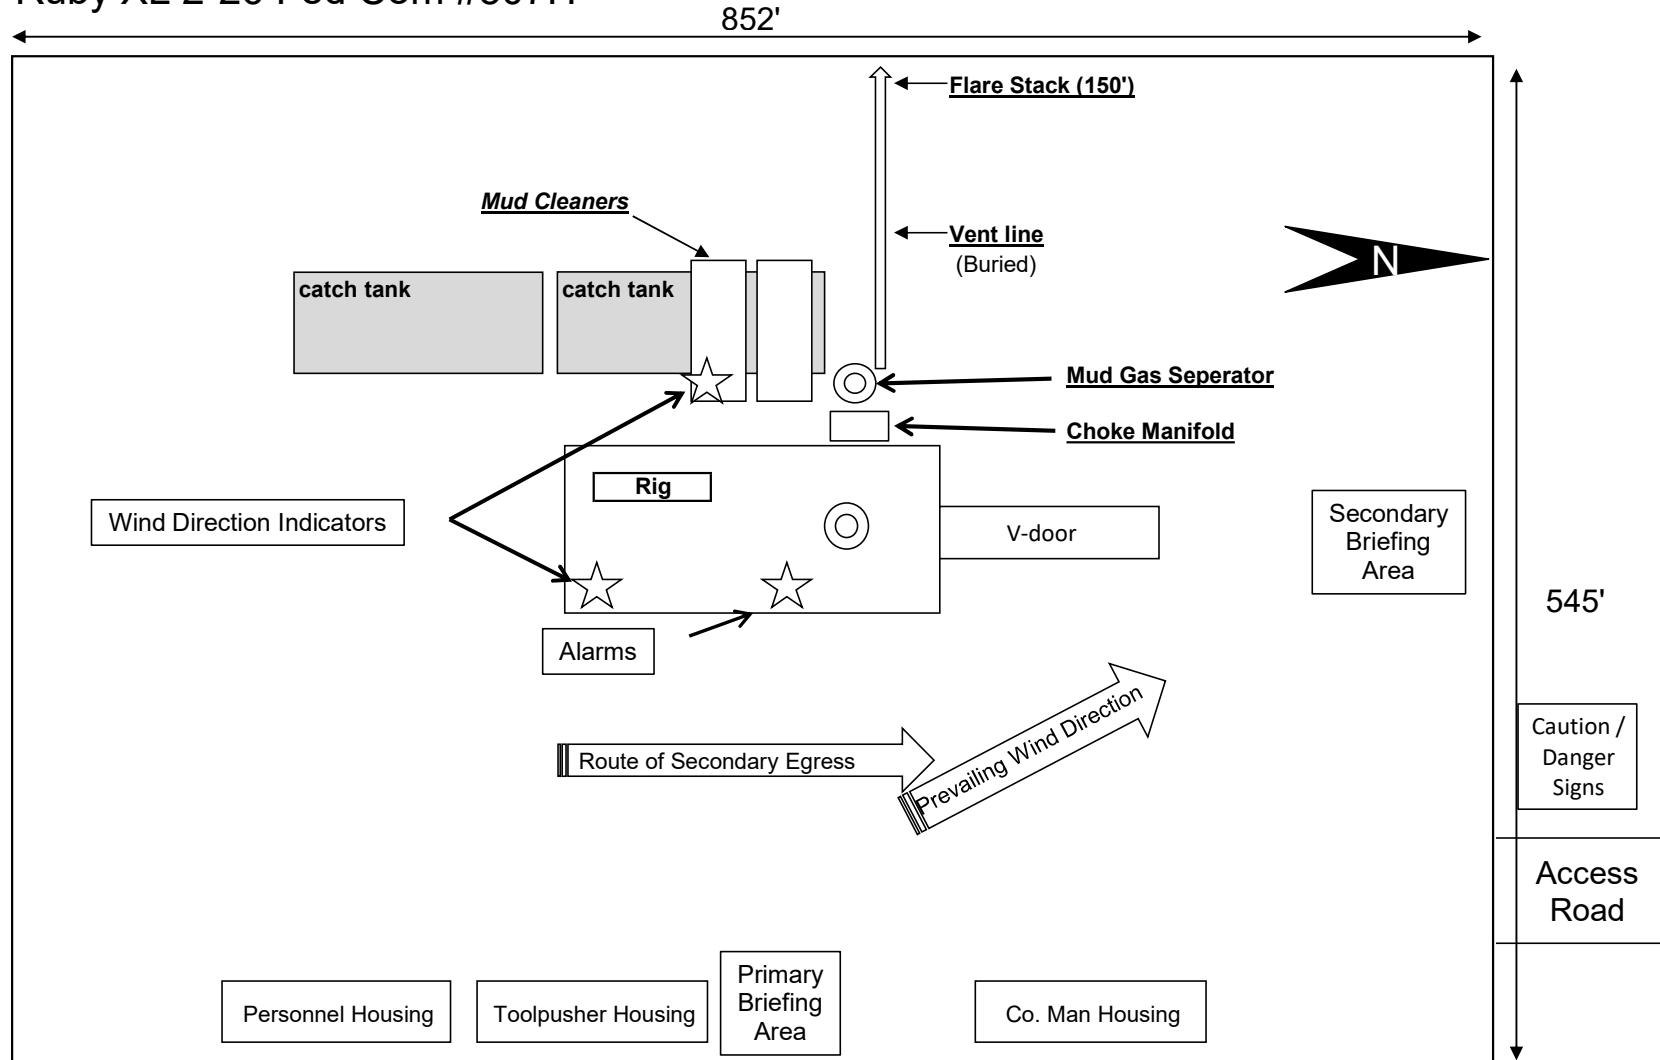 852'
Flare Stack (150')
Mud Cleaners
Vent line
(Buried)
N
catch tank
catch tank
Mud Gas Seperator
Choke Manifold
Rig
Wind Direction Indicators
V-door
Secondary
Briefing
Area
545'
Alarms
Prevailing Wind Direction
Route of Secondary Egress
Caution /
Danger
Signs
Access
Road
Primary
Briefing
Area
Personnel Housing
Toolpusher Housing
Co. Man Housing